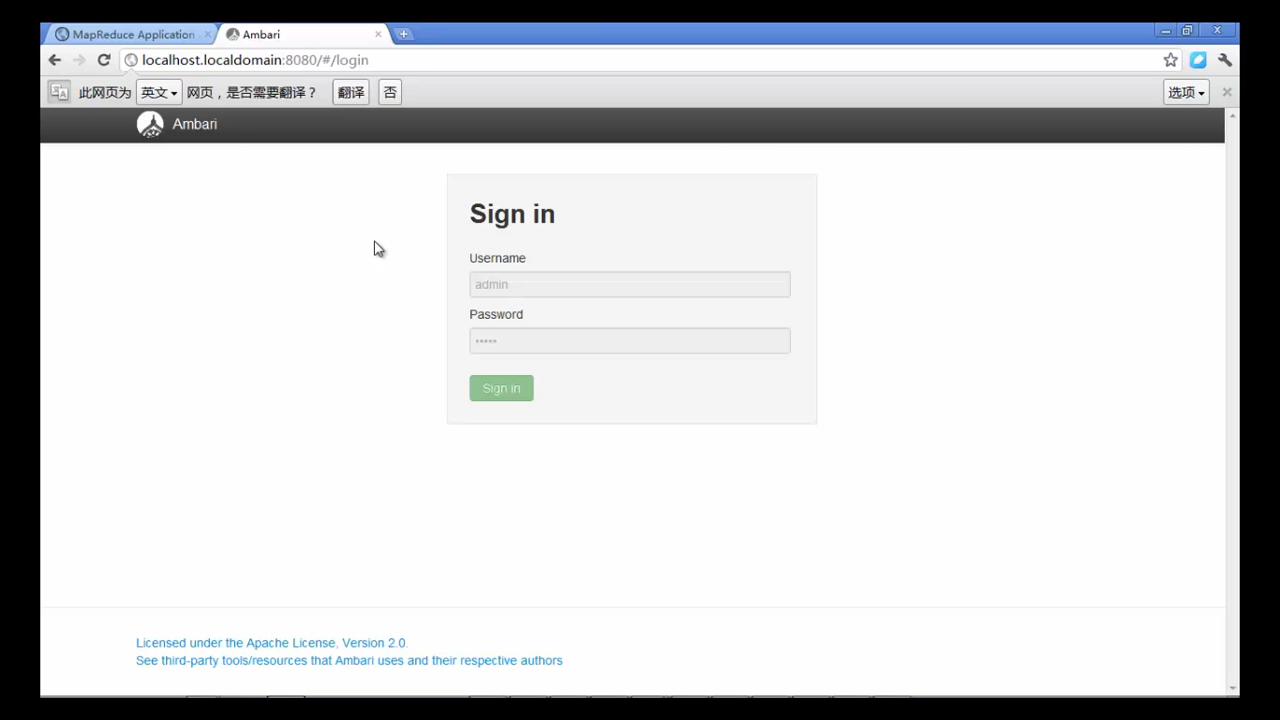 MapReduce Application
Ambari
localhost.localdomain:8080/#/login
此网页为 英文 网页，是否需要翻译？ 翻译 否 选项
Ambari
Sign in
Username
admin
Password
•••••
Sign in
Licensed under the Apache License, Version 2.0.
See third-party tools/resources that Ambari uses and their respective authors